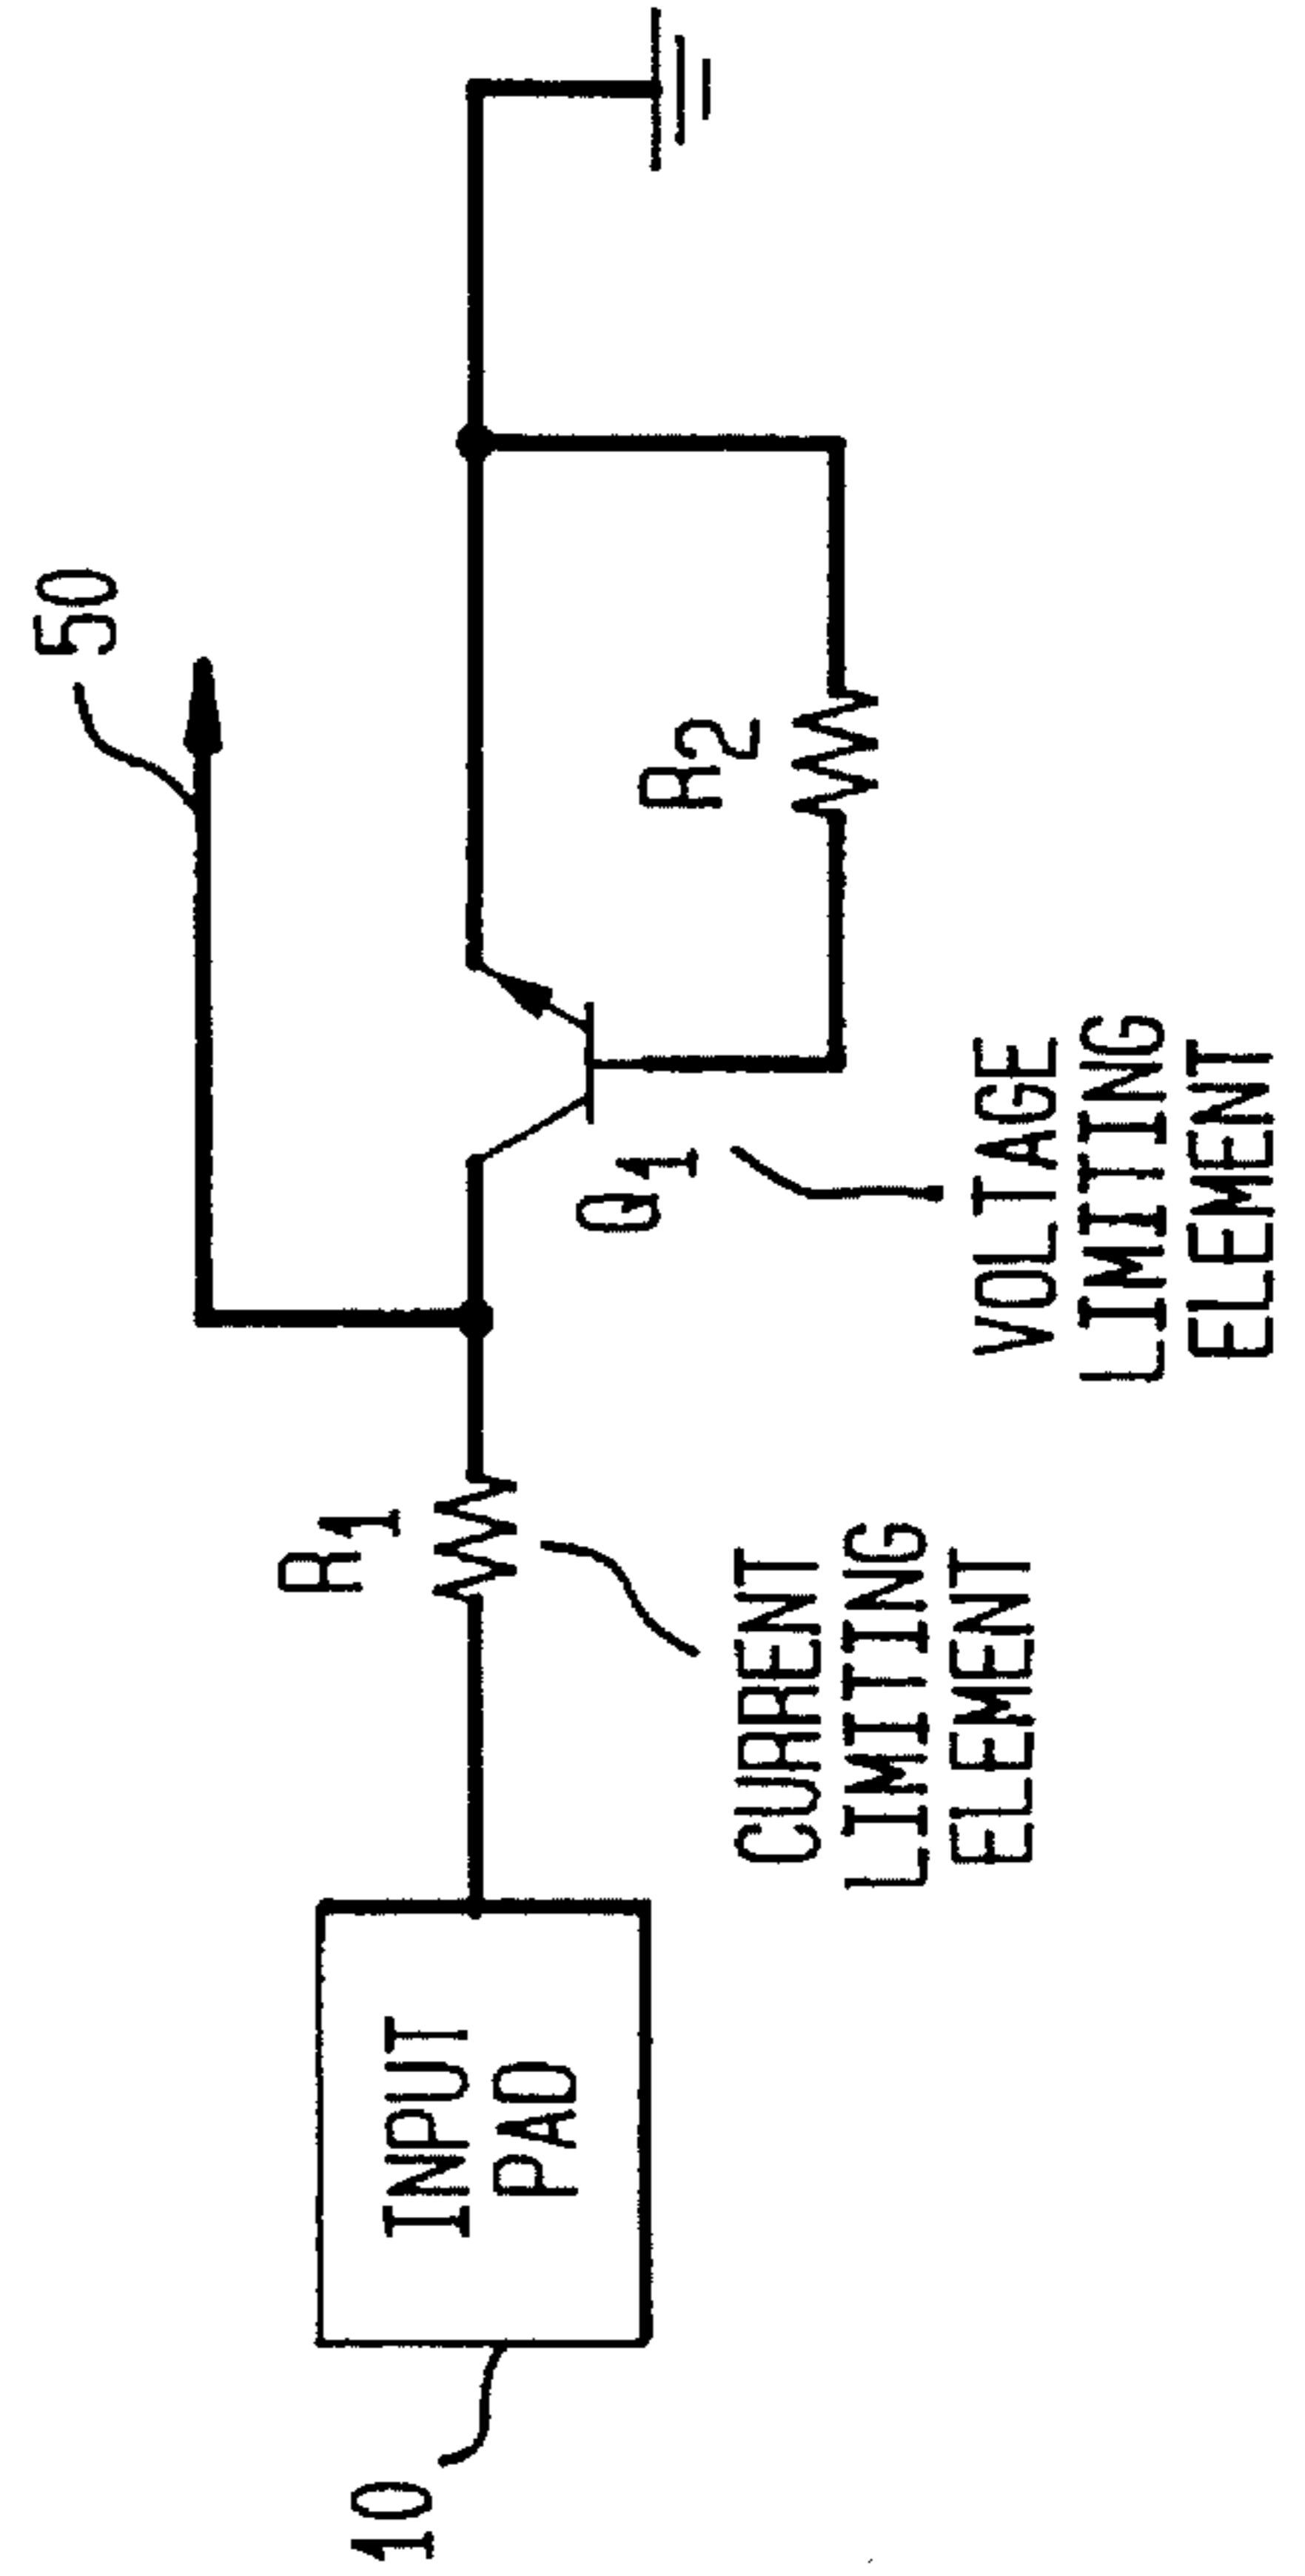 50
R1
R2
INPUT
PAD
Q1
10
CURRENT
LIMITING
ELEMENT
VOLTAGE
LIMITING
ELEMENT